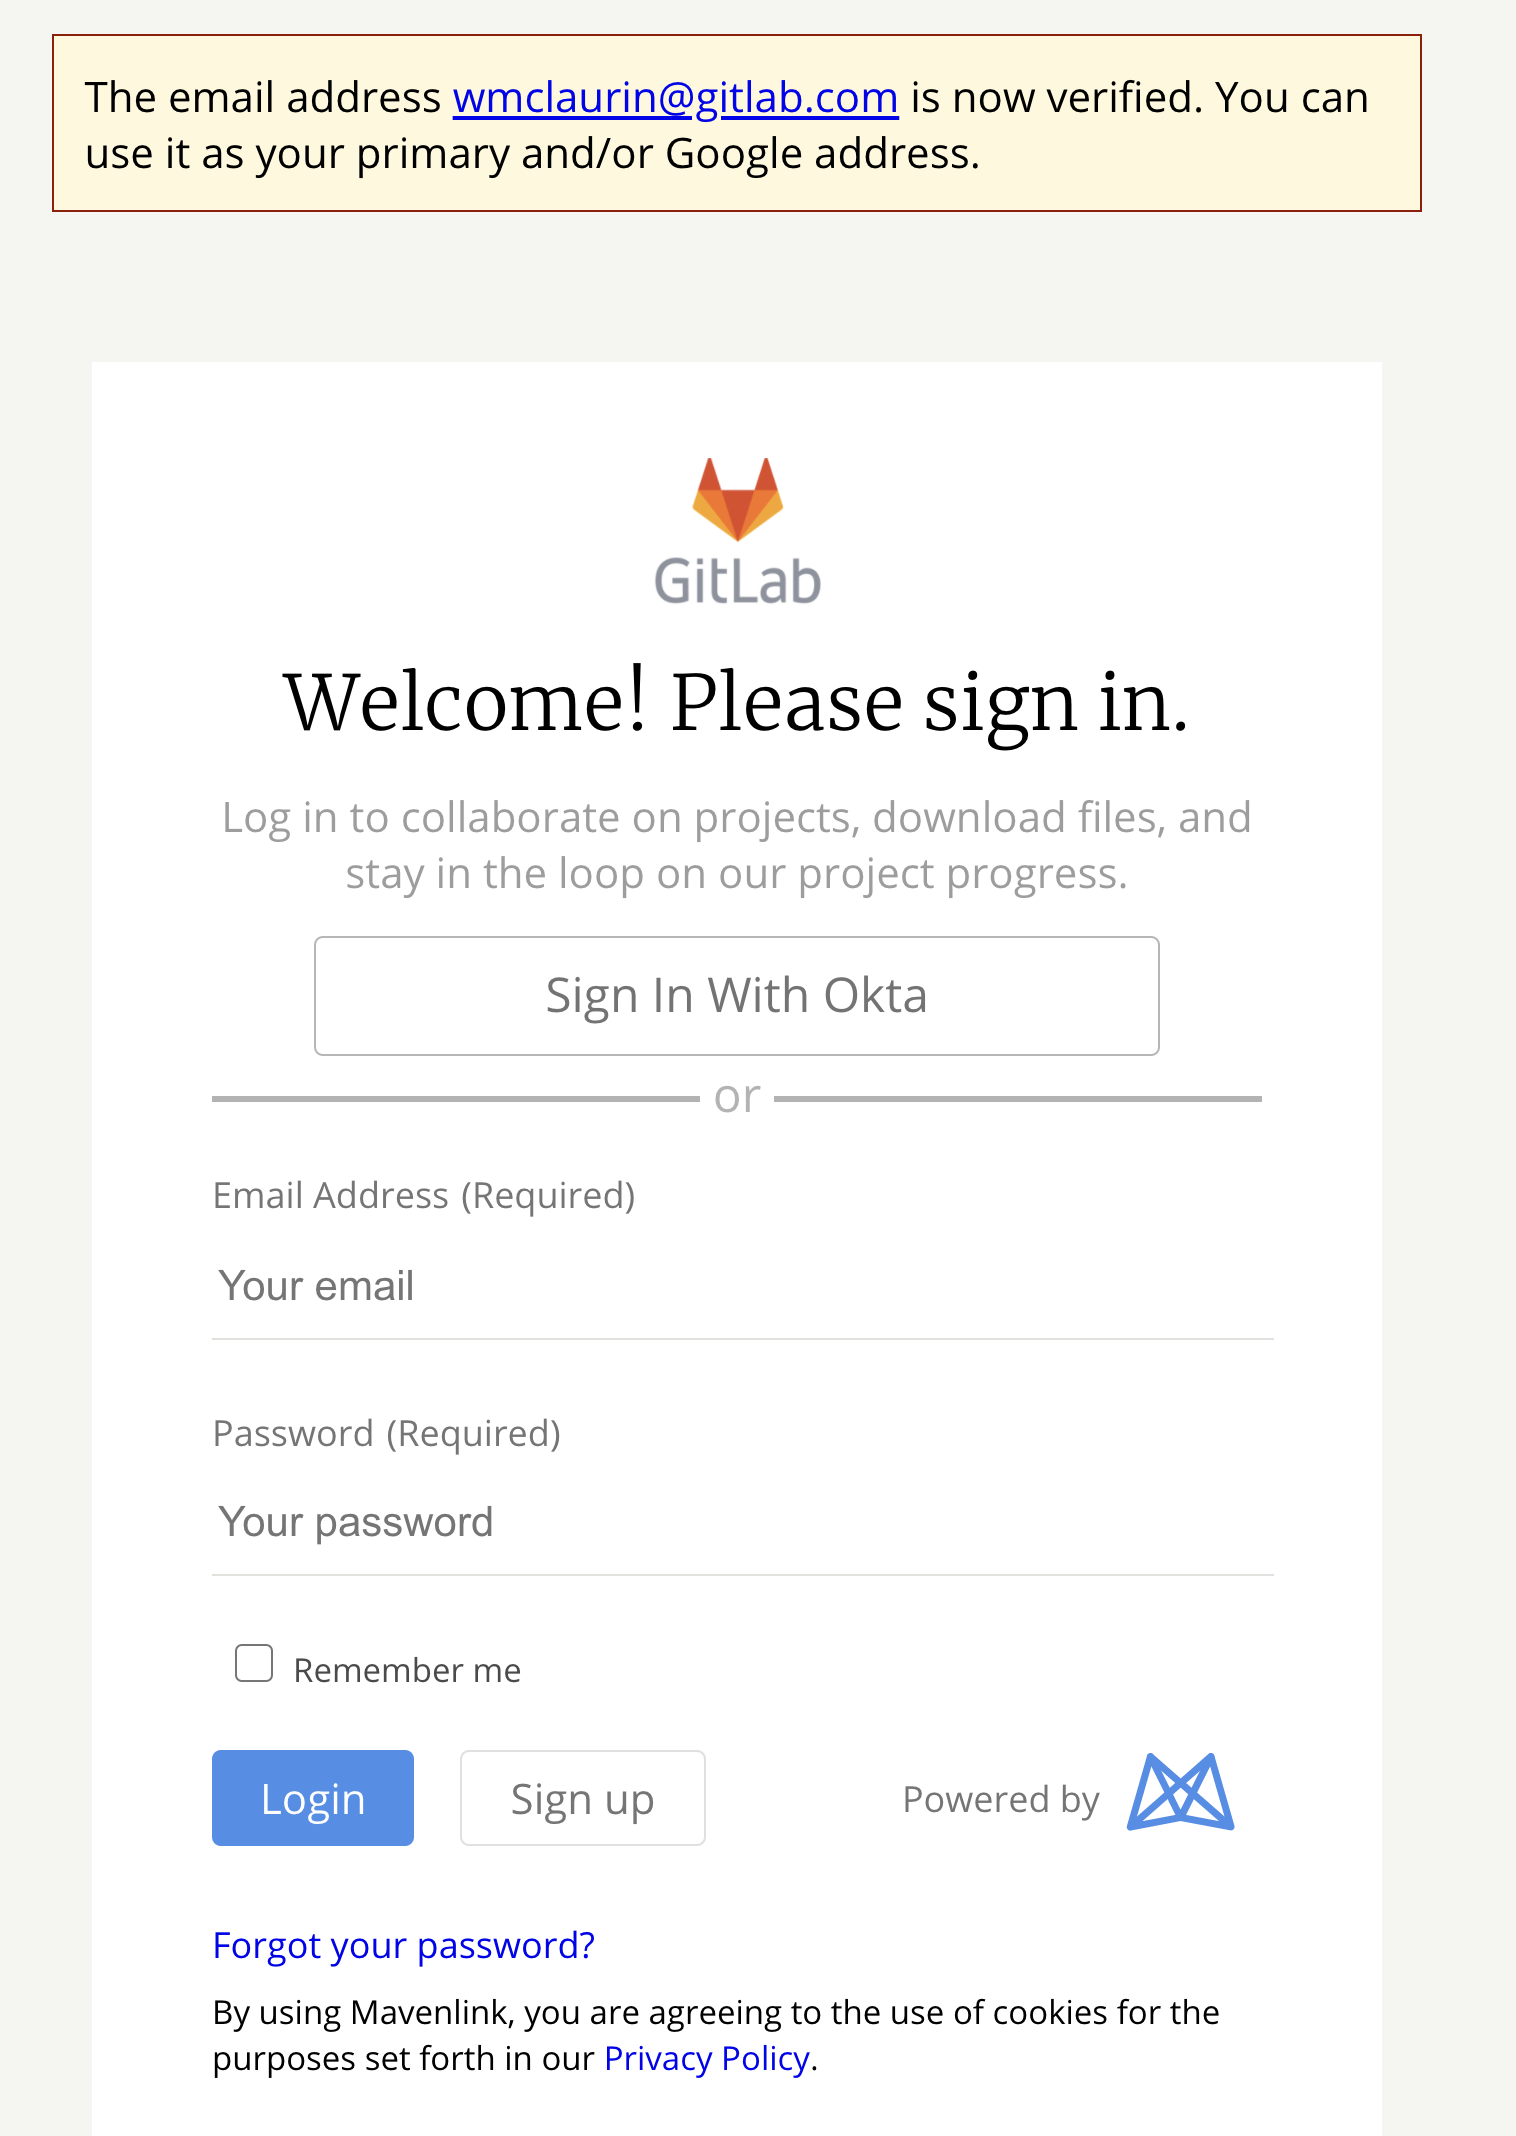 The email address wmclaurin@gitlab.com is now verified. You can
use it as your primary and/or Google address.
GitLab
Welcome! Please sign in.
Log in to collaborate on projects, download files, and
stay in the loop on our project progress.
Sign In With Okta
or
Email Address (Required)
Your email
Password (Required)
Your password
Remember me
Login Sign up Powered by
Forgot your password?
By using Mavenlink, you are agreeing to the use of cookies for the
purposes set forth in our Privacy Policy.